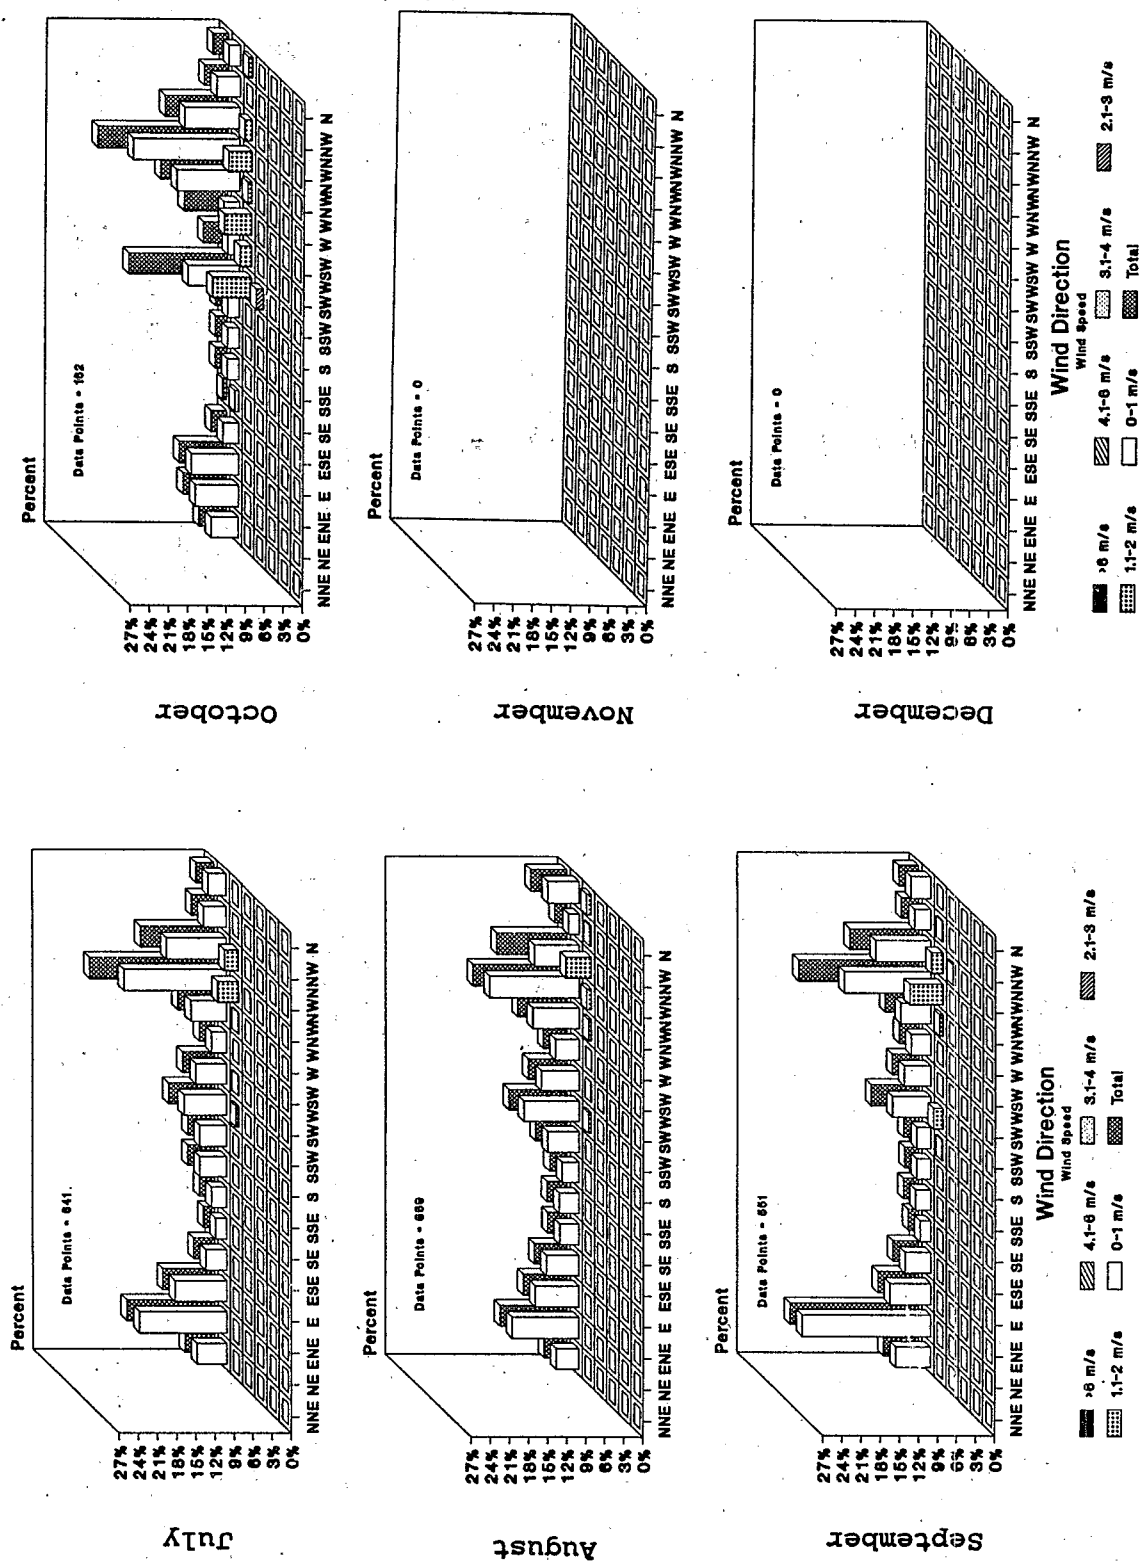 July
Percent
Data Points = 641
27%
24%
21%
18%
15%
12%
9%
6%
3%
0%
NNE NE ENE E ESE SE SSE S SSW SW WSW W WNW NW NNW N
August
Percent
Data Points = 669
27%
24%
21%
18%
15%
12%
9%
6%
3%
0%
NNE NE ENE E ESE SE SSE S SSW SW WSW W WNW NW NNW N
September
Percent
Data Points = 651
27%
24%
21%
18%
15%
12%
9%
6%
3%
0%
NNE NE ENE E ESE SE SSE S SSW SW WSW W WNW NW NNW N
Wind Direction
Wind Speed
>6 m/s 4.1-6 m/s 3.1-4 m/s 2.1-3 m/s
1.1-2 m/s 0-1 m/s Total
October
Percent
Data Points = 162
27%
24%
21%
18%
15%
12%
9%
6%
3%
0%
NNE NE ENE E ESE SE SSE S SSW SW WSW W WNW NW NNW N
November
Percent
Data Points = 0
27%
24%
21%
18%
15%
12%
9%
6%
3%
0%
NNE NE ENE E ESE SE SSE S SSW SW WSW W WNW NW NNW N
December
Percent
Data Points = 0
27%
24%
21%
18%
15%
12%
9%
6%
3%
0%
NNE NE ENE E ESE SE SSE S SSW SW WSW W WNW NW NNW N
Wind Direction
Wind Speed
>6 m/s 4.1-6 m/s 3.1-4 m/s 2.1-3 m/s
1.1-2 m/s 0-1 m/s Total